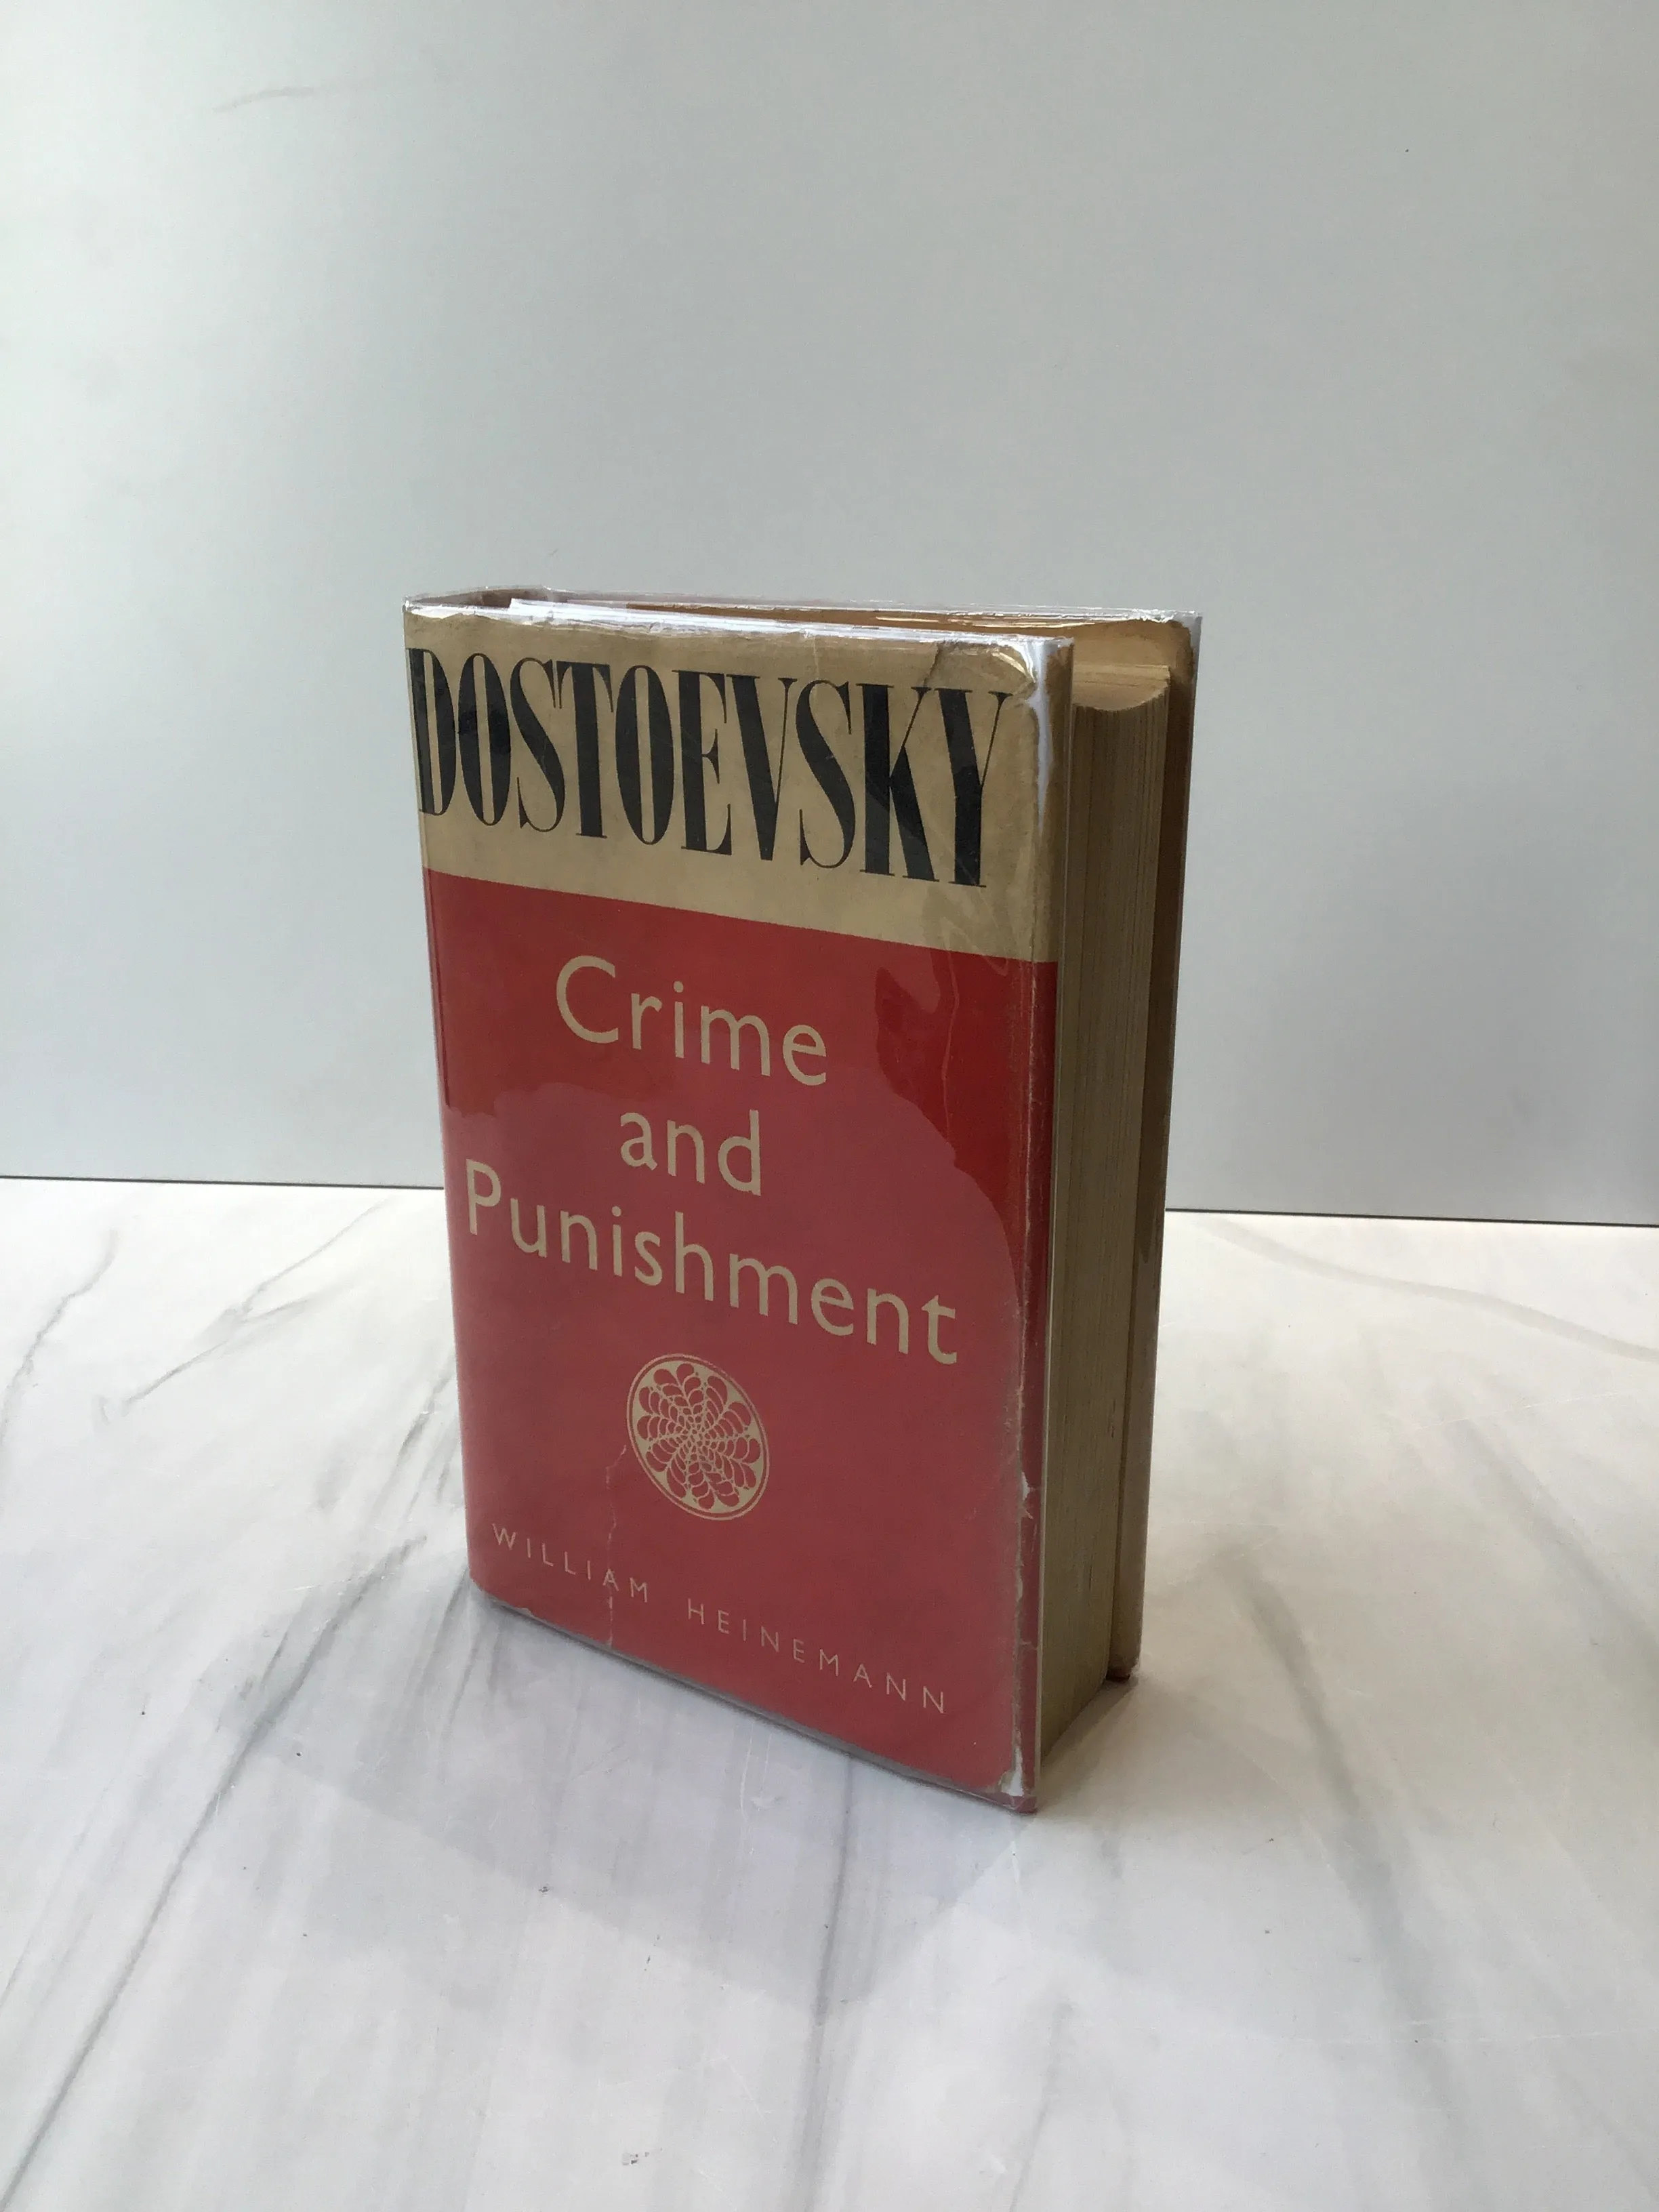 DOSTOEVSKY
Crime
and
Punishment
WILLIAM HEINEMANN